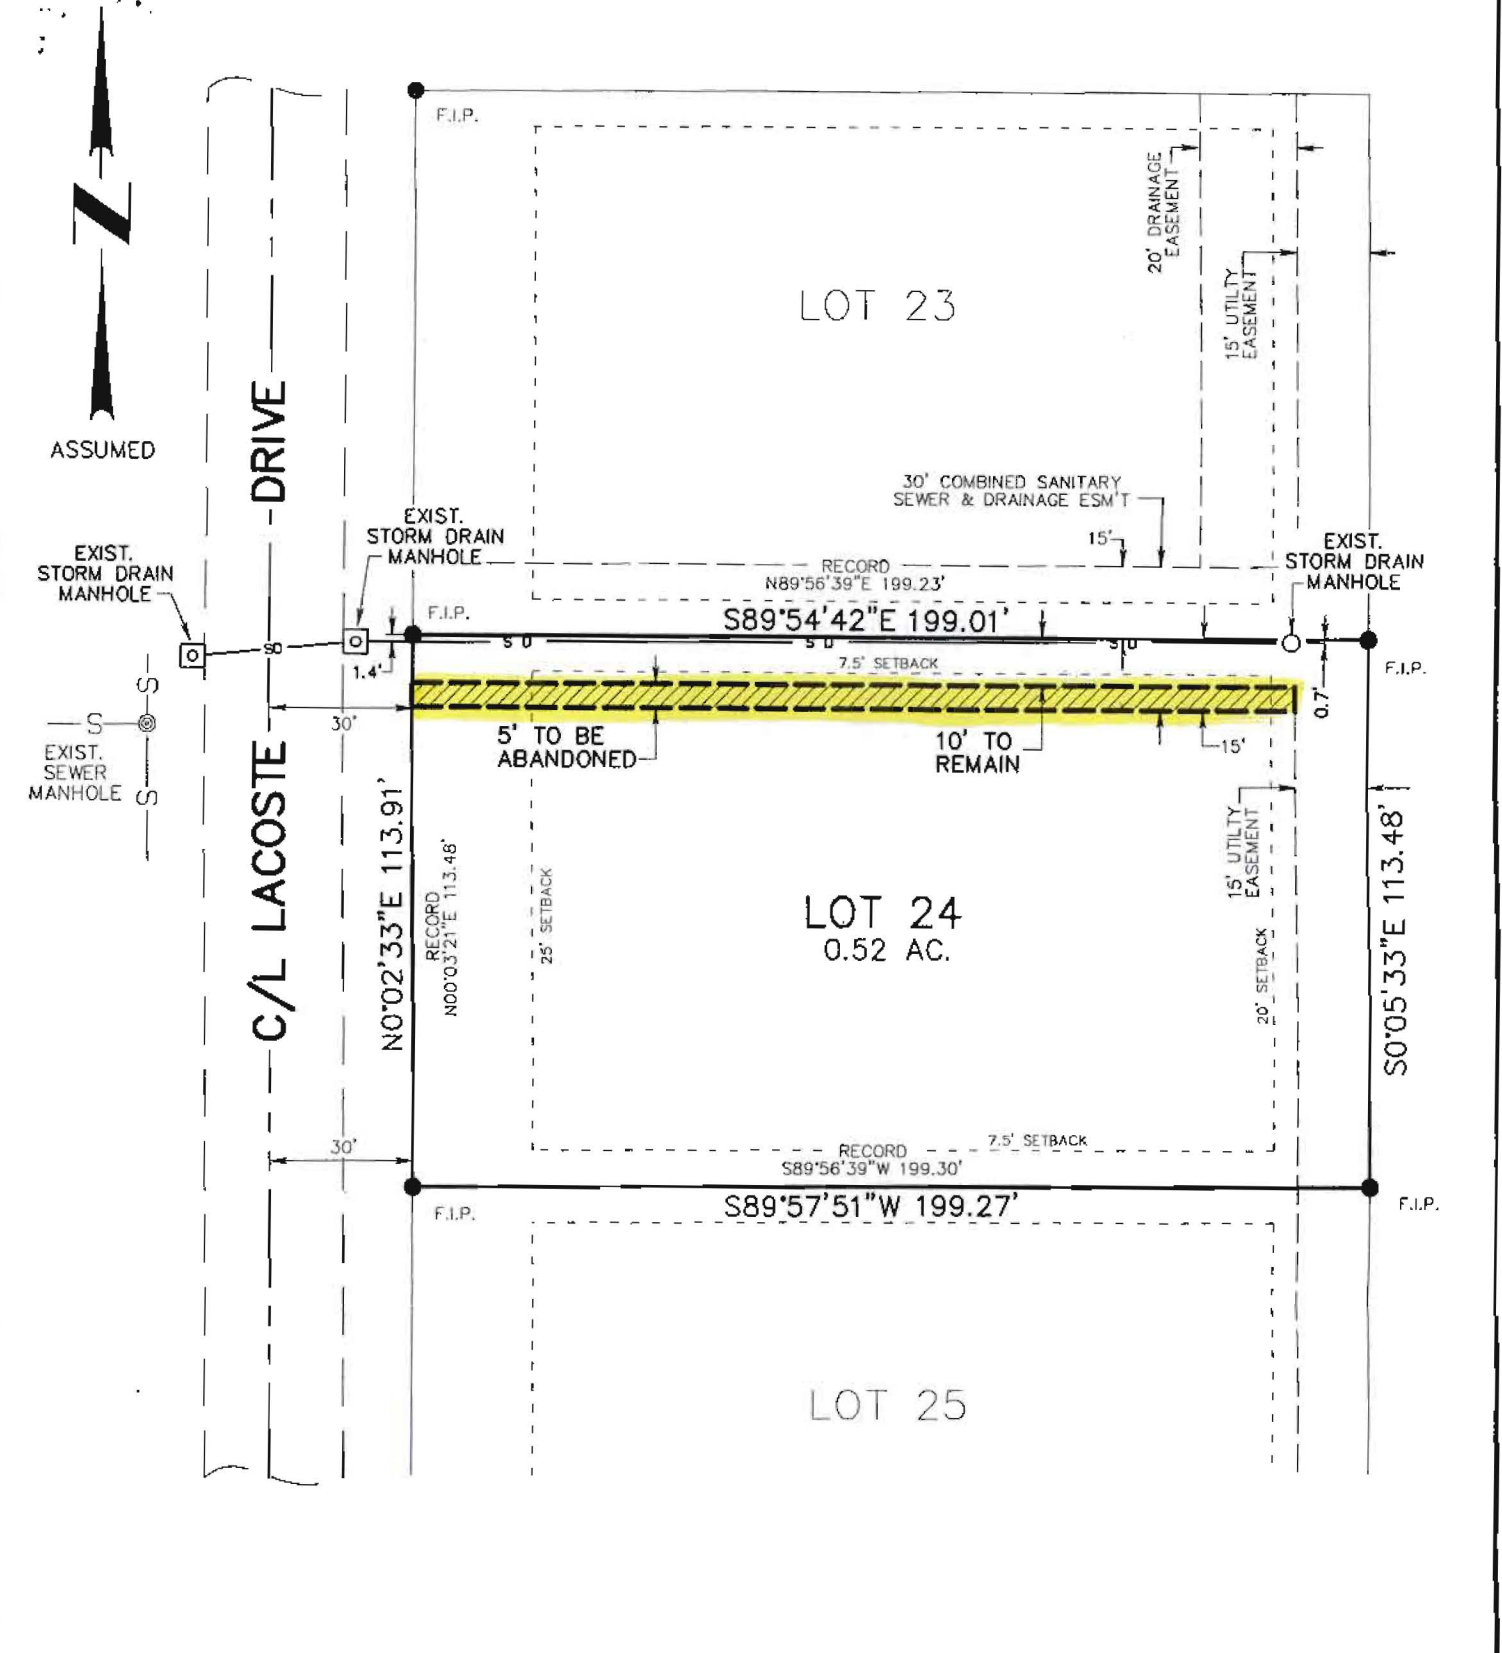 N
ASSUMED
C/L LACOSTE DRIVE
F.I.P.
20' DRAINAGE
EASEMENT
15' UTILTY
EASEMENT
LOT 23
30' COMBINED SANITARY
SEWER & DRAINAGE ESM'T
15'
EXIST.
STORM DRAIN
MANHOLE
EXIST.
STORM DRAIN
MANHOLE
EXIST.
STORM DRAIN
MANHOLE
RECORD
N89°56'39"E 199.23'
F.I.P.
S89°54'42"E 199.01'
SD
SD
SD
SD
7.5' SETBACK
F.I.P.
1.4'
0.7'
30'
S
S
EXIST.
SEWER
MANHOLE
S
5' TO BE
ABANDONED
10' TO
REMAIN
15'
15' UTILTY
EASEMENT
N0°02'33"E 113.91'
RECORD
N00°03'21"E 113.48'
25' SETBACK
LOT 24
0.52 AC.
20' SETBACK
S0°05'33"E 113.48'
30'
7.5' SETBACK
RECORD
S89°56'39"W 199.30'
S89°57'51"W 199.27'
F.I.P.
F.I.P.
LOT 25